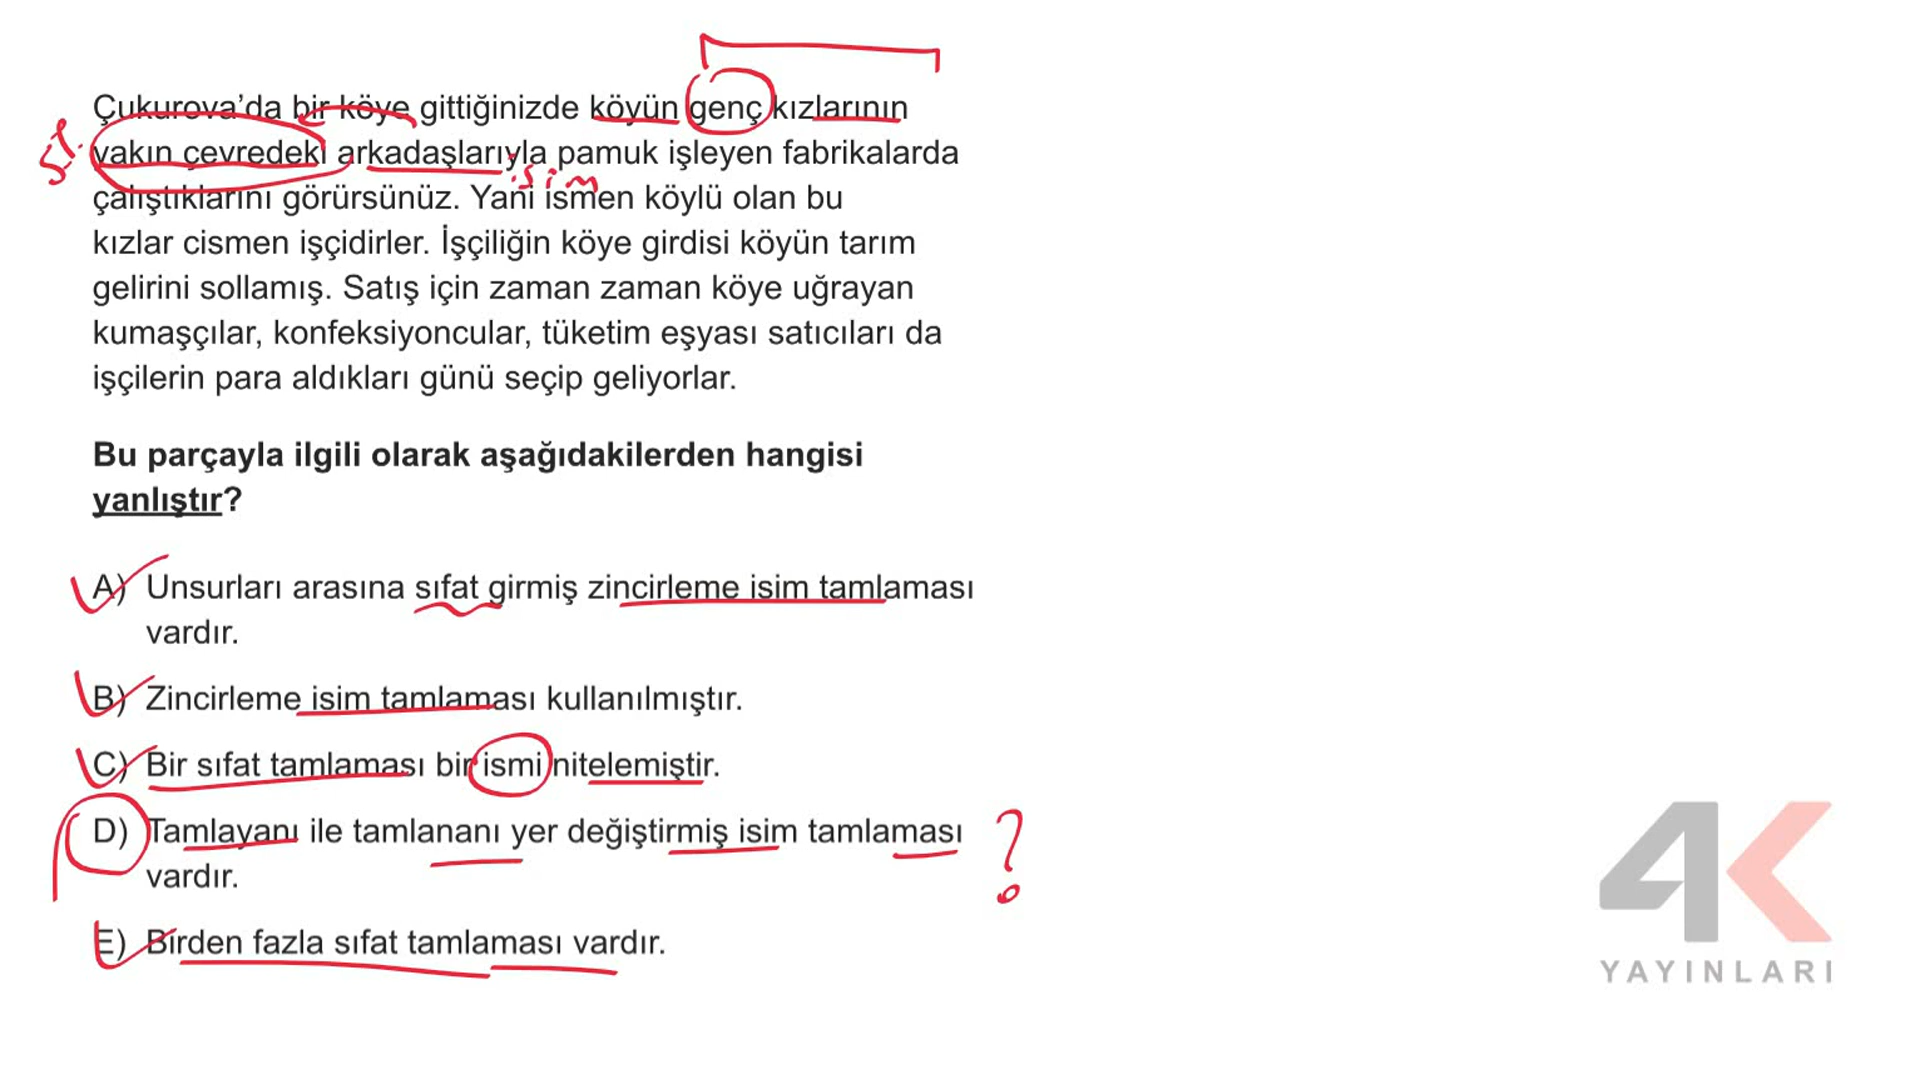 Çukurova’da bir köye gittiğinizde köyün genç kızlarının
yakın çevredeki arkadaşlarıyla pamuk işleyen fabrikalarda
isim
çalıştıklarını görürsünüz. Yani ismen köylü olan bu
kızlar cismen işçidirler. İşçiliğin köye girdisi köyün tarım
gelirini sollamış. Satış için zaman zaman köye uğrayan
kumaşçılar, konfeksiyoncular, tüketim eşyası satıcıları da
işçilerin para aldıkları günü seçip geliyorlar.
Bu parçayla ilgili olarak aşağıdakilerden hangisi
yanlıştır?
A) Unsurları arasına sıfat girmiş zincirleme isim tamlaması
vardır.
B) Zincirleme isim tamlaması kullanılmıştır.
C) Bir sıfat tamlaması bir ismi nitelemiştir.
D) Tamlayanı ile tamlananı yer değiştirmiş isim tamlaması ?
vardır.
E) Birden fazla sıfat tamlaması vardır.
4K
YAYINLARI